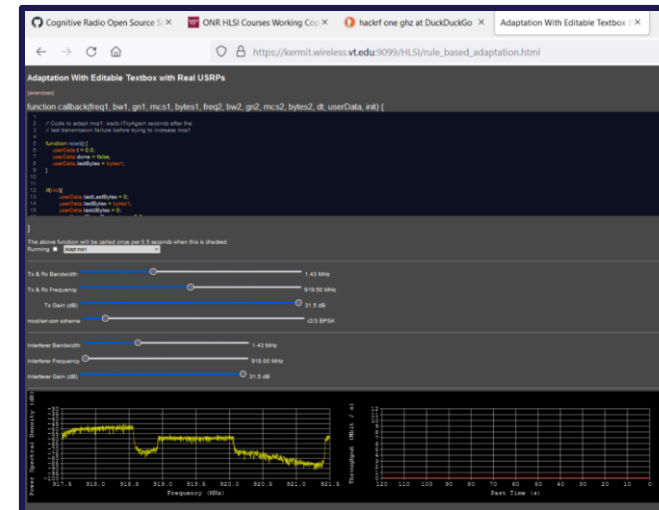 Cognitive Radio Open Source S
ONR HLSI Courses Working Cop
hackrf one ghz at DuckDuckGo
Adaptation With Editable Textbox
https://kermit.wireless.vt.edu:9099/HLSI/rule_based_adaptation.html
Adaptation With Editable Textbox with Real USRPs
[exercises]
function callback(freq1, bw1, gn1, mcs1, bytes1, freq2, bw2, gn2, mcs2, bytes2, dt, userData, init) {
// Code to adapt mcs1, waits tTryAgain seconds after the
// last transmission failure before trying to increase mcs1
function reset() {
userData.t = 0.0;
userData.done = false;
userData.lastBytes = bytes1;
}
if(init){
userData.lastLastBytes = 0;
userData.lastBytes = bytes1;
}
The above function will be called once per 0.5 seconds when this is checked:
Running Adapt mcs1
Tx & Rx Bandwidth 1.43 MHz
Tx & Rx Frequency 919.50 MHz
Tx Gain (dB) 31.5 dB
mod/err-corr scheme r2/3 BPSK
Interferer Bandwidth 1.43 MHz
Interferer Frequency 918.00 MHz
Interferer Gain (dB) 31.5 dB
Power Spectral Density (dB)
917.5 918.0 918.5 919.0 919.5 920.0 920.5 921.0 921.5
Frequency (MHz)
Throughput (Mbit / s)
120 110 100 90 80 70 60 50 40 30 20 10 0
Past Time (s)